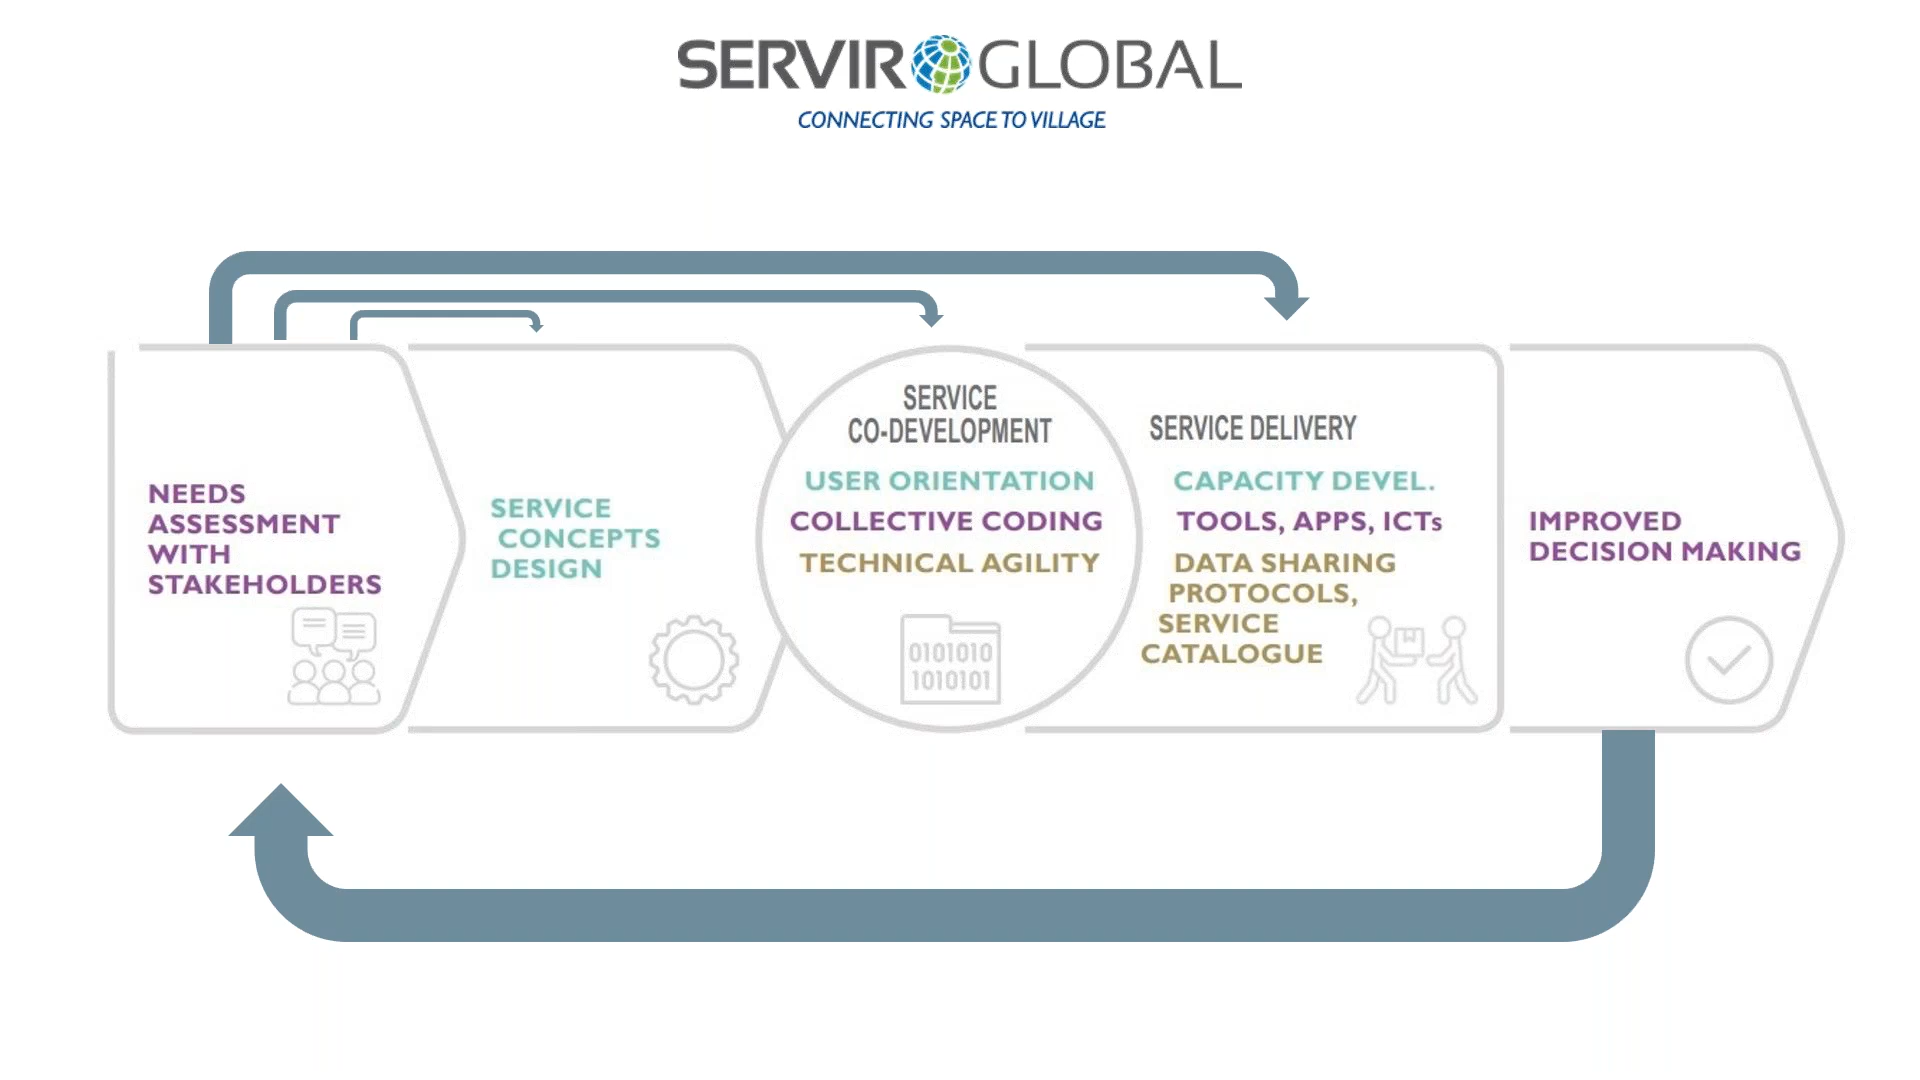 SERVIR GLOBAL
CONNECTING SPACE TO VILLAGE
NEEDS
ASSESSMENT
WITH
STAKEHOLDERS
SERVICE
CONCEPTS
DESIGN
SERVICE
CO-DEVELOPMENT
USER ORIENTATION
COLLECTIVE CODING
TECHNICAL AGILITY
0101010
1010101
SERVICE DELIVERY
CAPACITY DEVEL.
TOOLS, APPS, ICTs
DATA SHARING
PROTOCOLS,
SERVICE
CATALOGUE
IMPROVED
DECISION MAKING